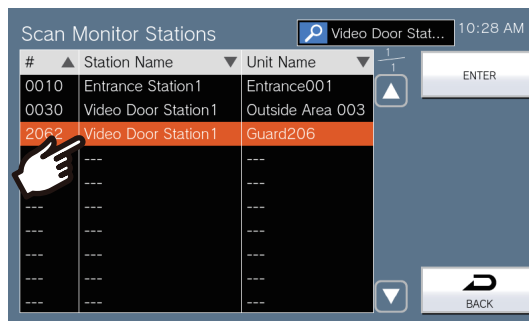 Scan Monitor Stations
Video Door Stat...
10:28 AM
# ▲ Station Name ▼ Unit Name ▼
1/1
ENTER
0010 Entrance Station1 Entrance001
0030 Video Door Station1 Outside Area 003
2062 Video Door Station1 Guard206
--- ---
--- ---
--- --- ---
--- --- ---
--- --- ---
--- --- ---
BACK